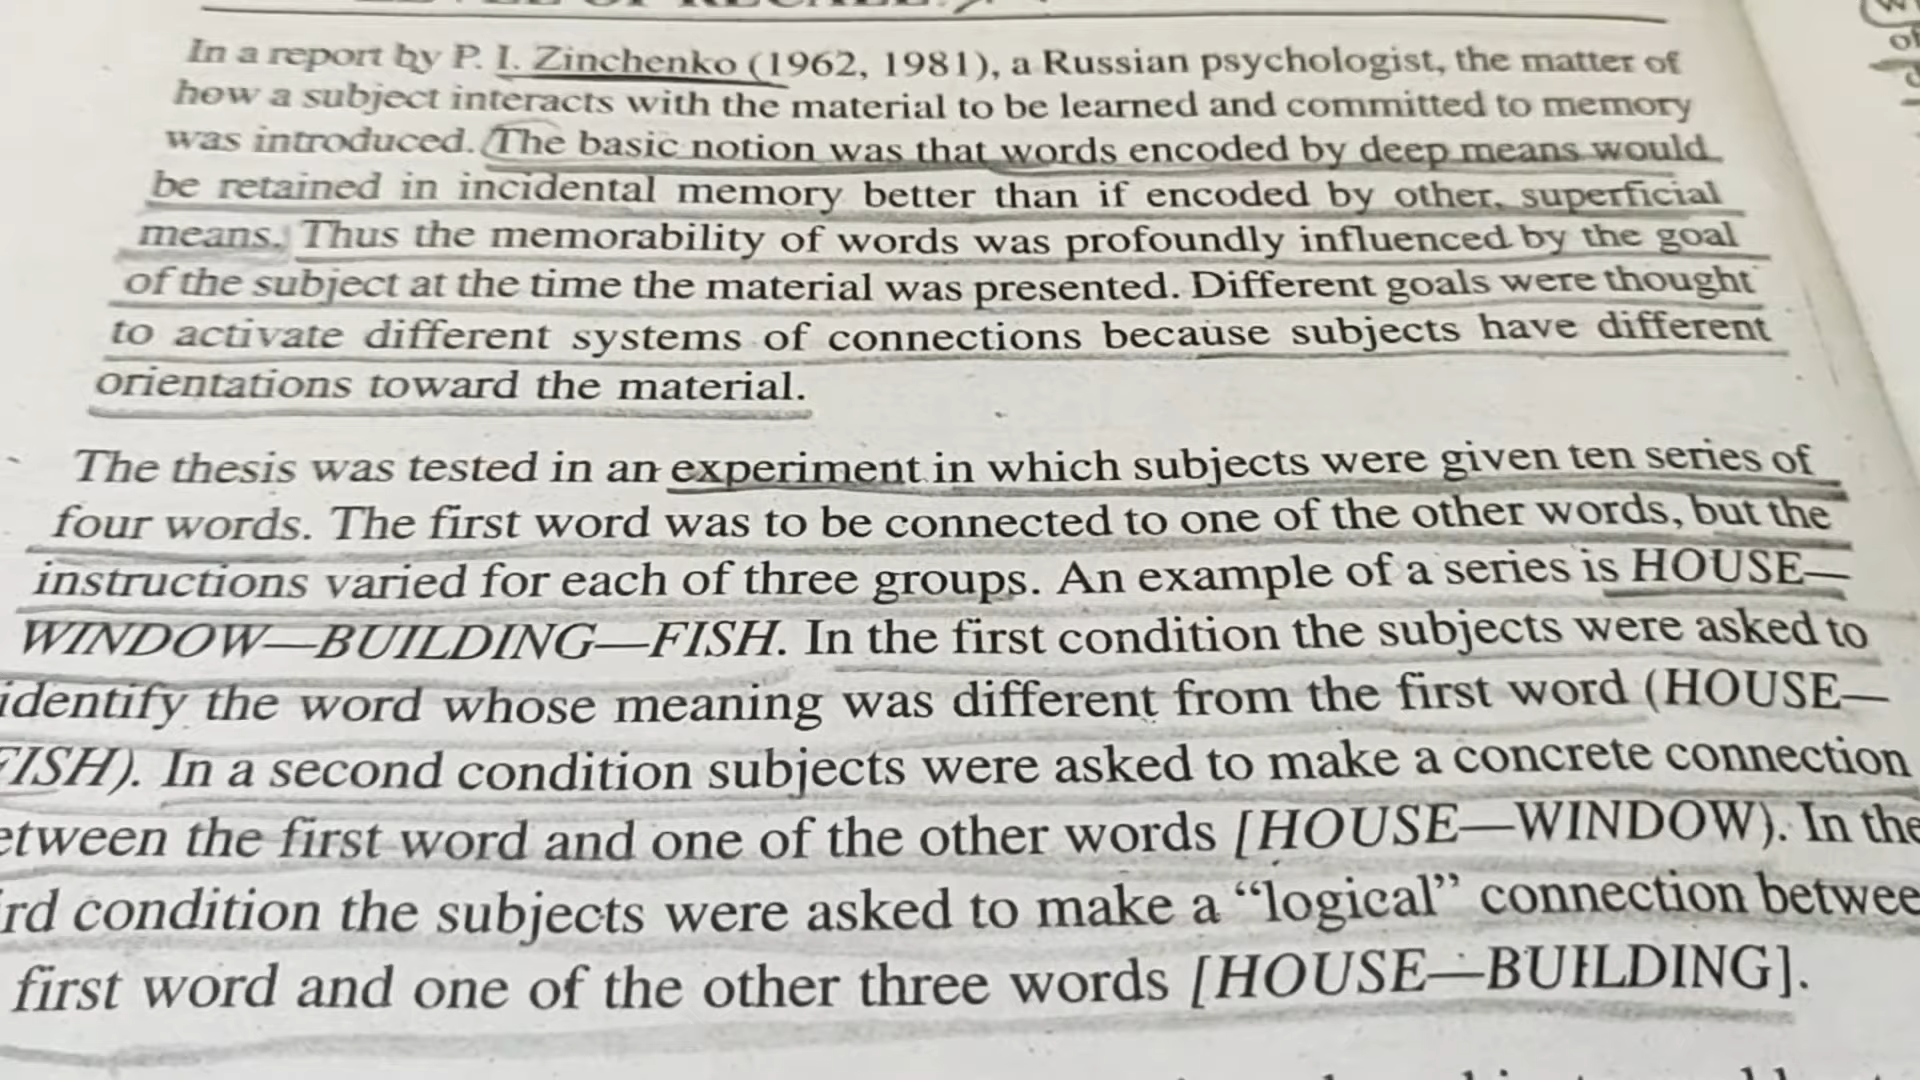 LEVEL OF RECALL:
In a report by P. I. Zinchenko (1962, 1981), a Russian psychologist, the matter of
how a subject interacts with the material to be learned and committed to memory
was introduced. The basic notion was that words encoded by deep means would
be retained in incidental memory better than if encoded by other, superficial
means. Thus the memorability of words was profoundly influenced by the goal
of the subject at the time the material was presented. Different goals were thought
to activate different systems of connections because subjects have different
orientations toward the material.
The thesis was tested in an experiment in which subjects were given ten series of
four words. The first word was to be connected to one of the other words, but the
instructions varied for each of three groups. An example of a series is HOUSE—
WINDOW—BUILDING—FISH. In the first condition the subjects were asked to
identify the word whose meaning was different from the first word (HOUSE—
FISH). In a second condition subjects were asked to make a concrete connection
etween the first word and one of the other words [HOUSE—WINDOW). In the
rd condition the subjects were asked to make a “logical” connection betwee
first word and one of the other three words [HOUSE—BUILDING].